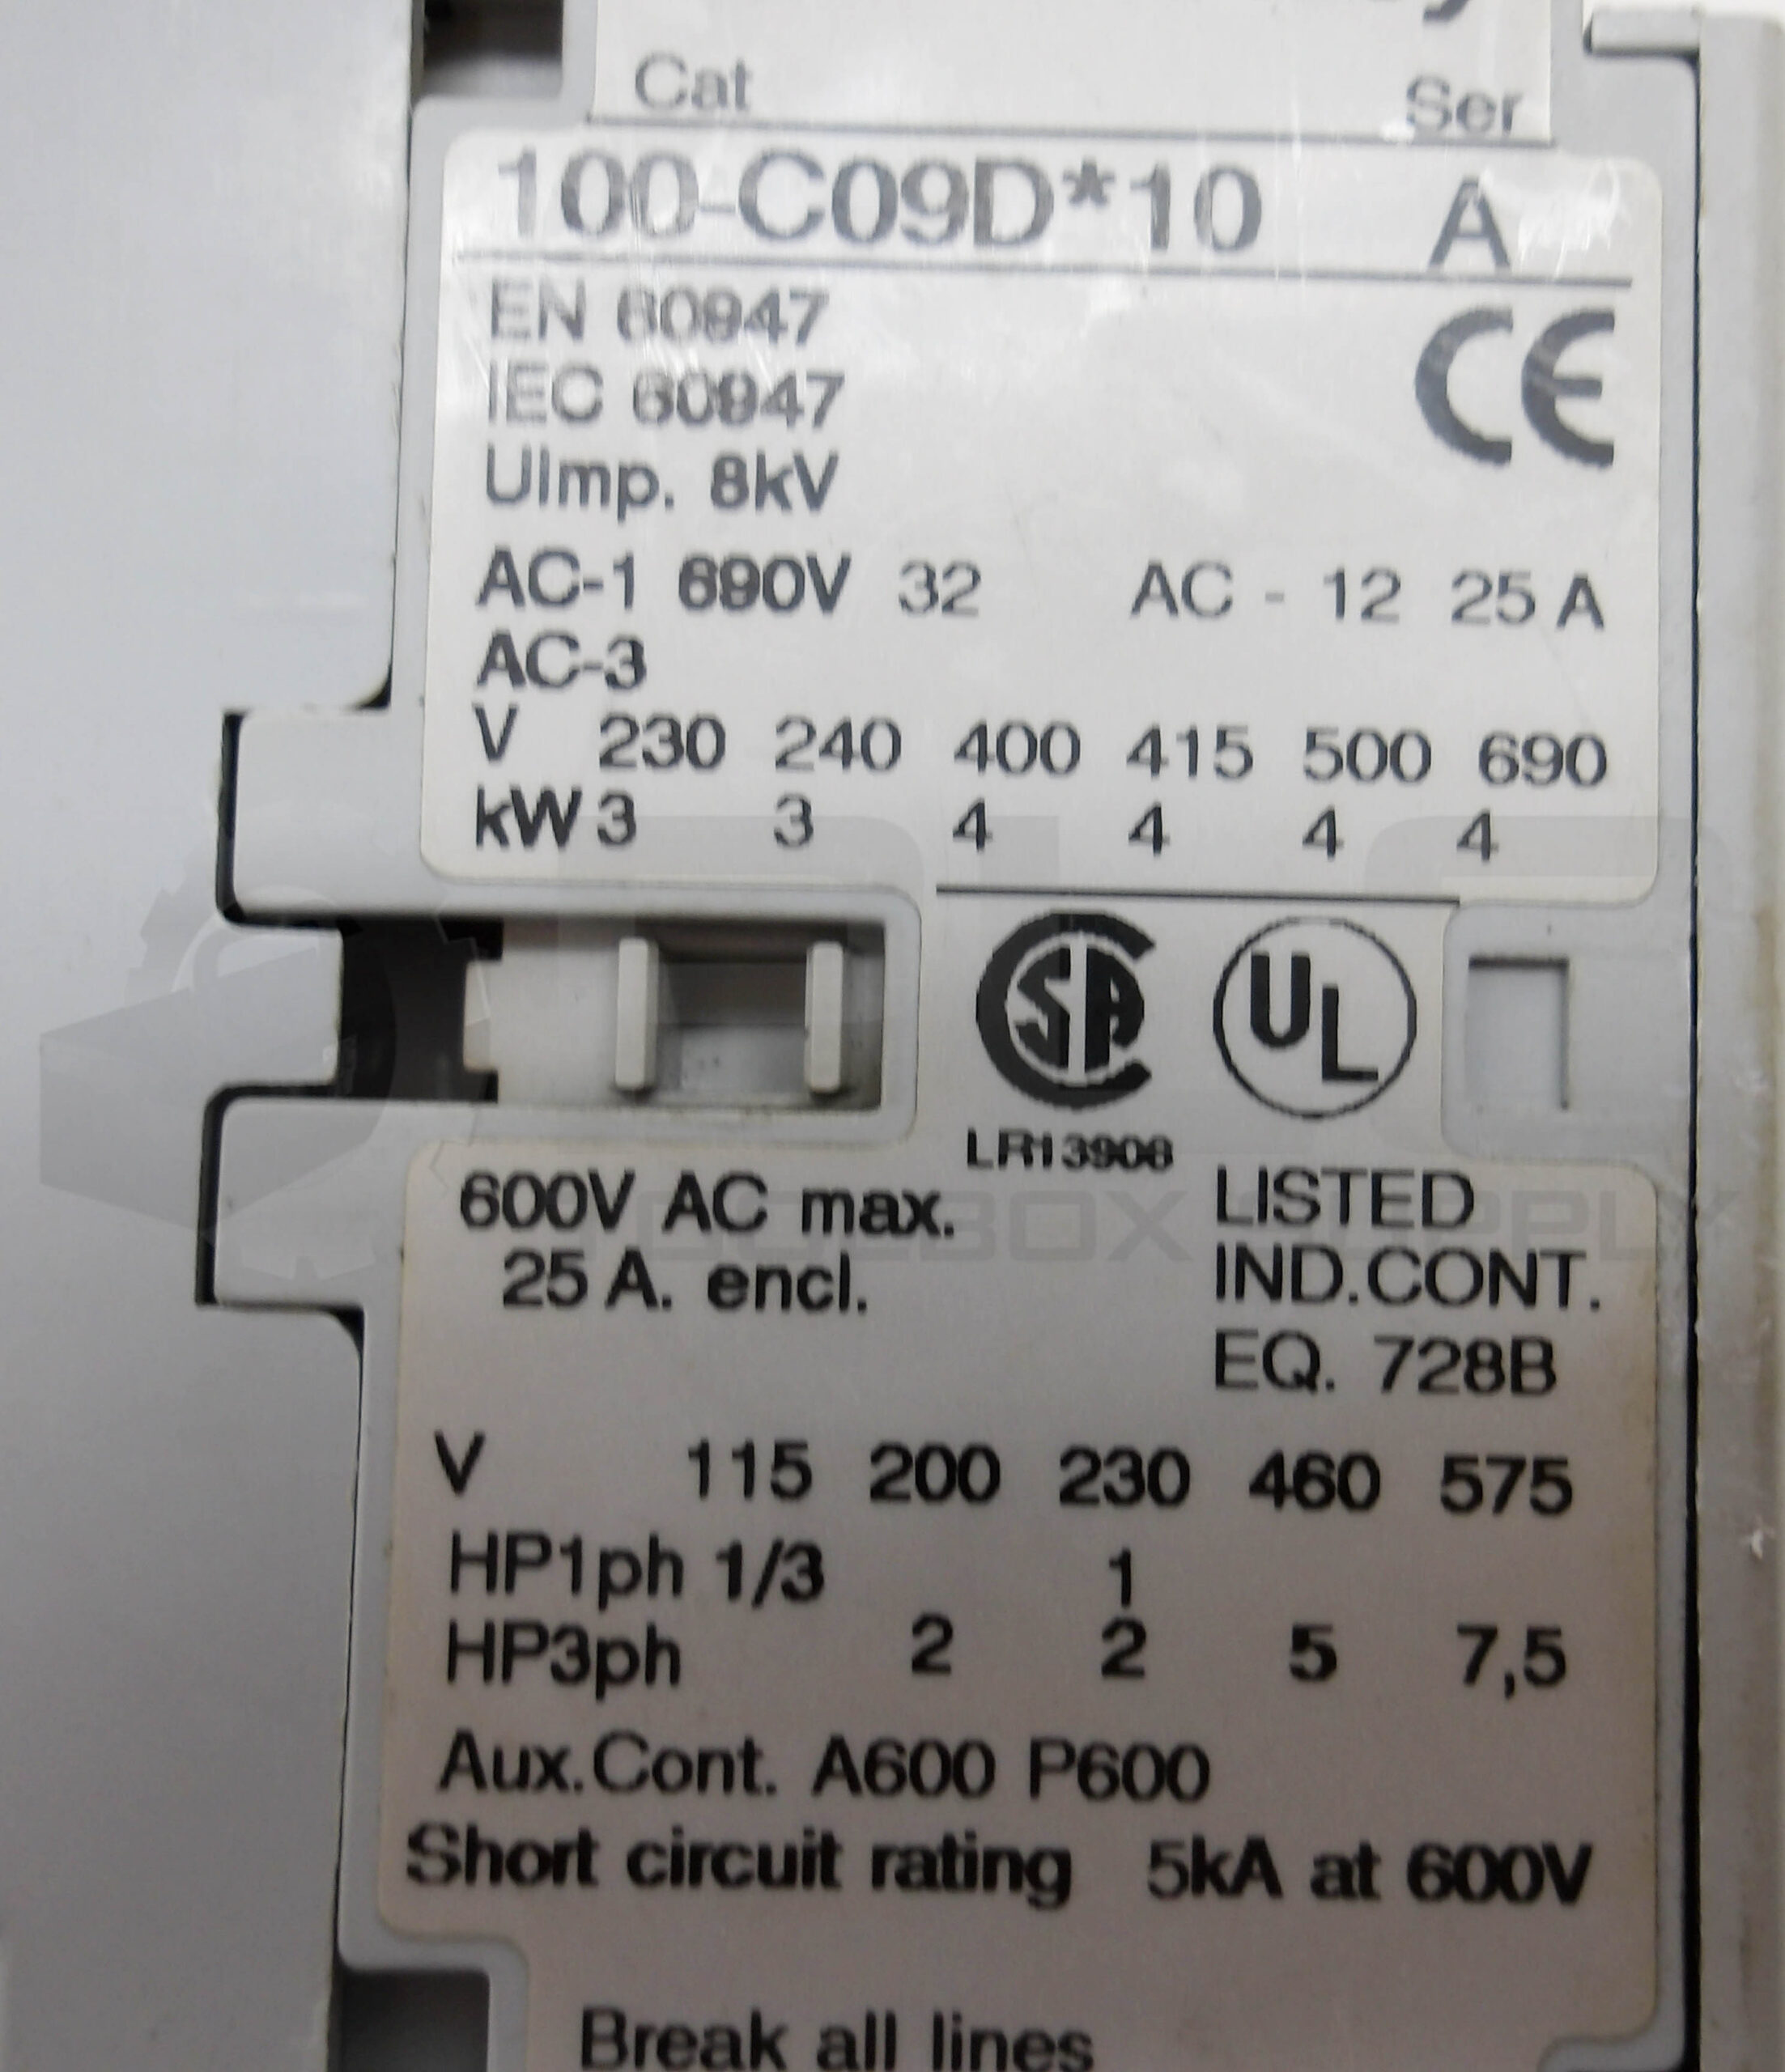 Cat Ser
100-C09D*10 A
EN 60947
IEC 60947
CE
UImp. 8kV
AC-1 690V 32 AC - 12 25 A
AC-3
V 230 240 400 415 500 690
kW 3 3 4 4 4 4
SA UL
LR13908
600V AC max. LISTED
25 A. encl. IND.CONT.
EQ. 728B
V 115 200 230 460 575
HP1ph 1/3 1
HP3ph 2 2 5 7,5
Aux.Cont. A600 P600
Short circuit rating 5kA at 600V
Break all lines